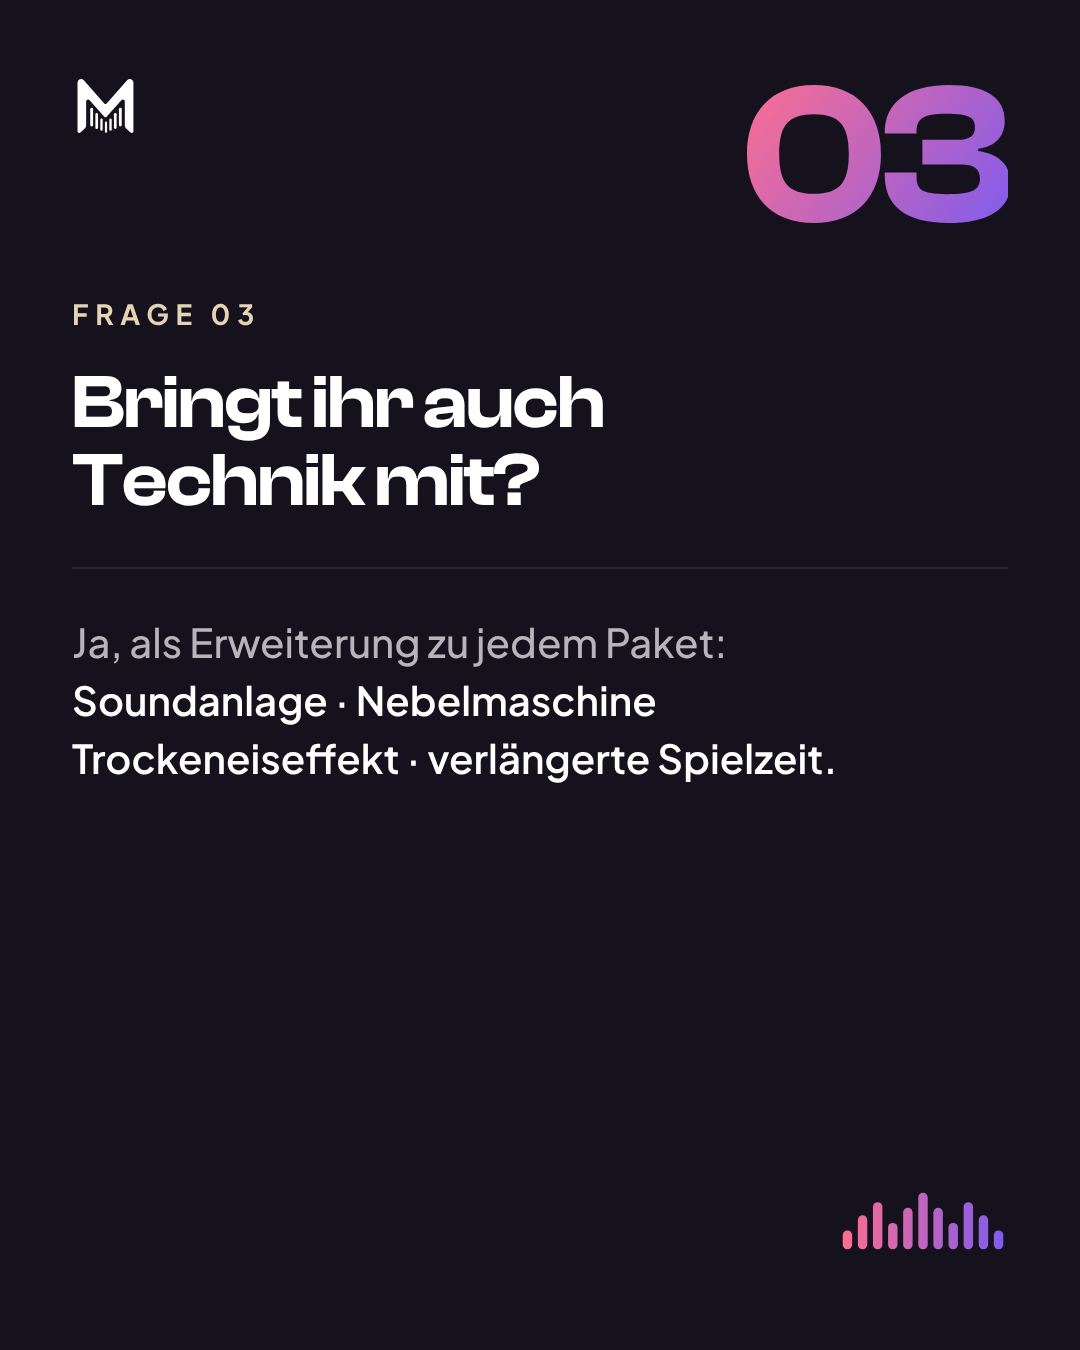 03
FRAGE 03
Bringt ihr auch
Technik mit?
Ja, als Erweiterung zu jedem Paket:
Soundanlage · Nebelmaschine
Trockeneiseffekt · verlängerte Spielzeit.